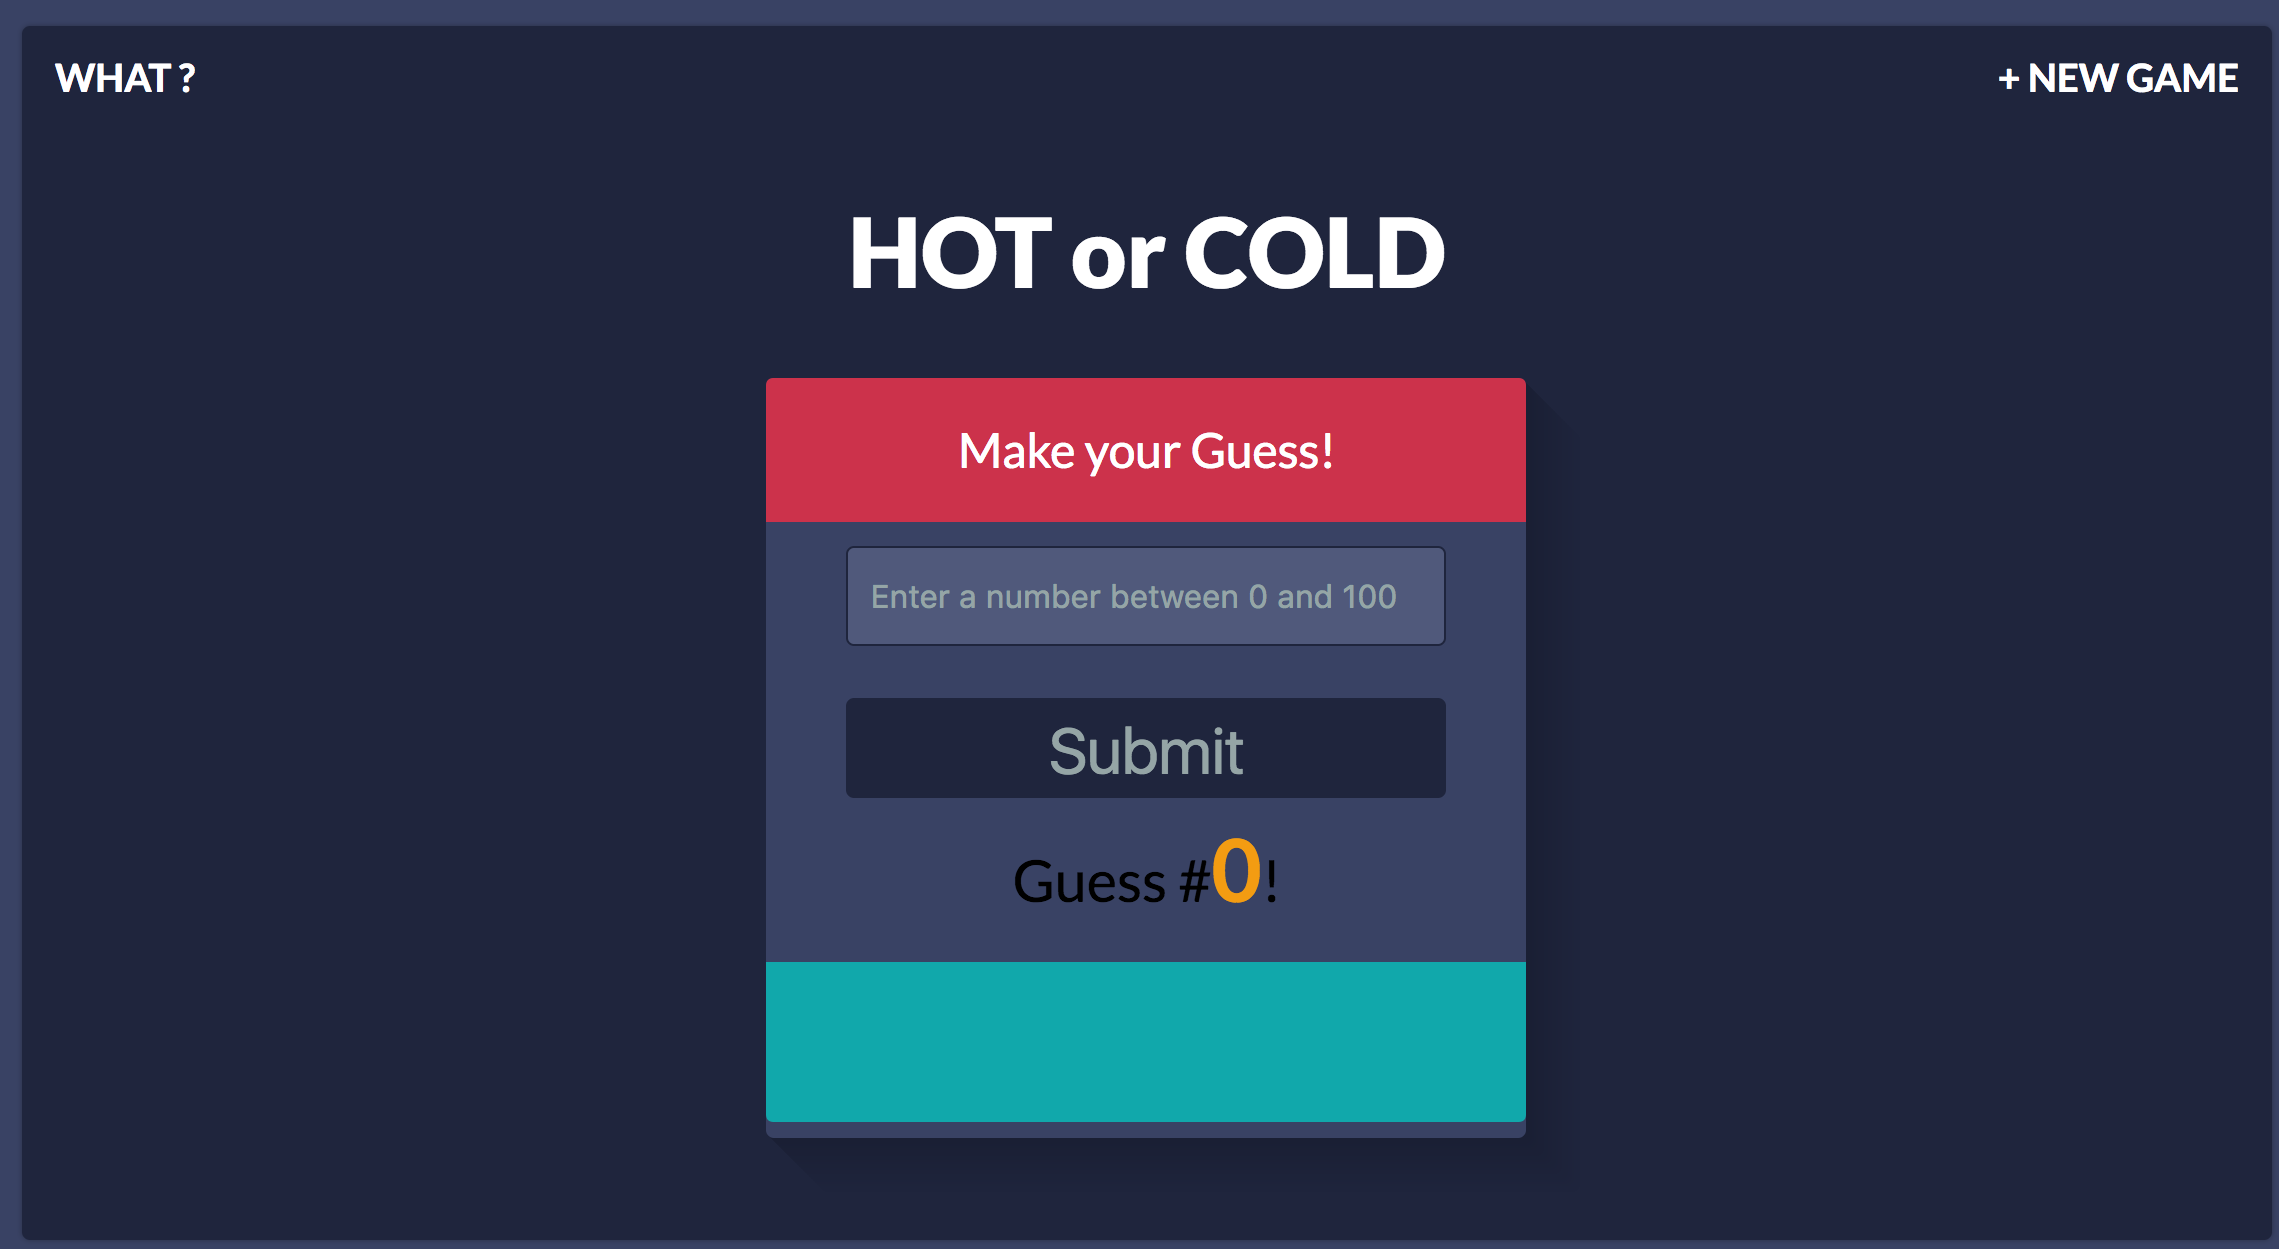 WHAT ?
+ NEW GAME
HOT or COLD
Make your Guess!
Enter a number between 0 and 100
Submit
Guess #0!